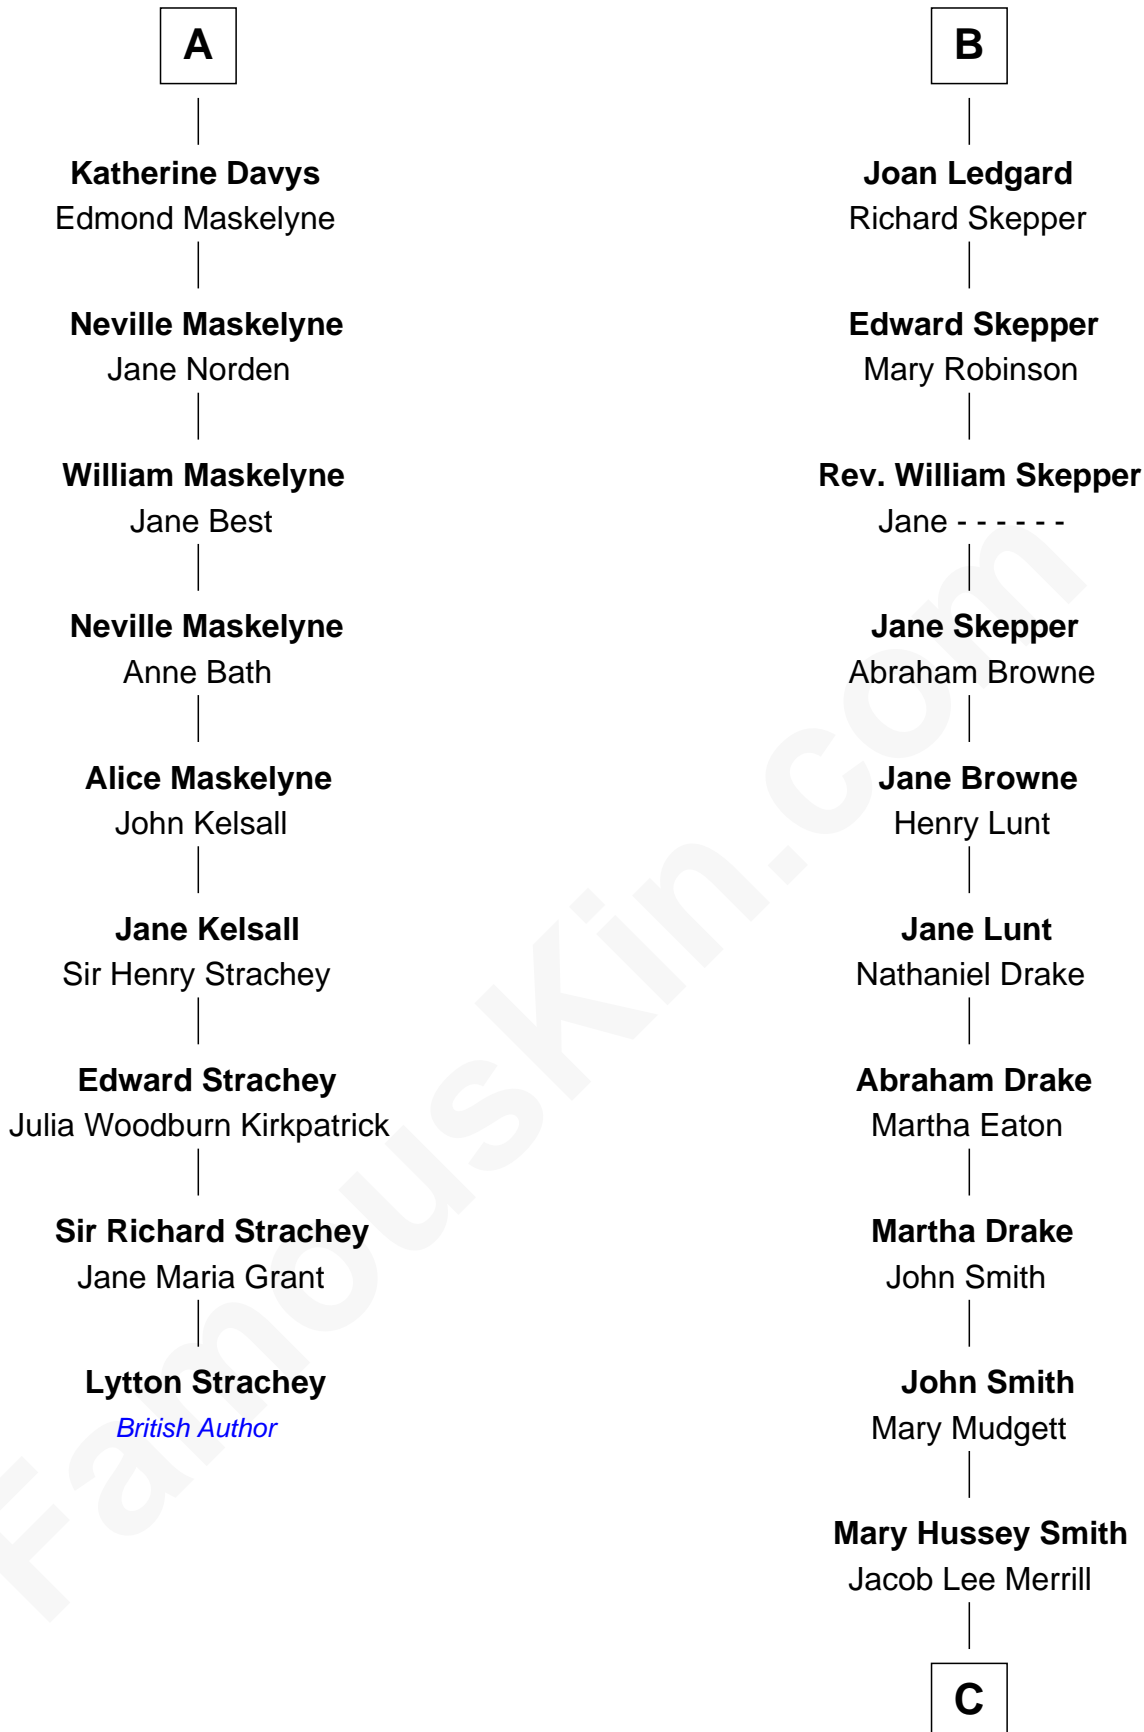 A
Katherine Davys
Edmond Maskelyne
Neville Maskelyne
Jane Norden
William Maskelyne
Jane Best
Neville Maskelyne
Anne Bath
Alice Maskelyne
John Kelsall
Jane Kelsall
Sir Henry Strachey
Edward Strachey
Julia Woodburn Kirkpatrick
Sir Richard Strachey
Jane Maria Grant
Lytton Strachey
British Author
B
Joan Ledgard
Richard Skepper
Edward Skepper
Mary Robinson
Rev. William Skepper
Jane - - - - - -
Jane Skepper
Abraham Browne
Jane Browne
Henry Lunt
Jane Lunt
Nathaniel Drake
Abraham Drake
Martha Eaton
Martha Drake
John Smith
John Smith
Mary Mudgett
Mary Hussey Smith
Jacob Lee Merrill
C
FamousKin.com